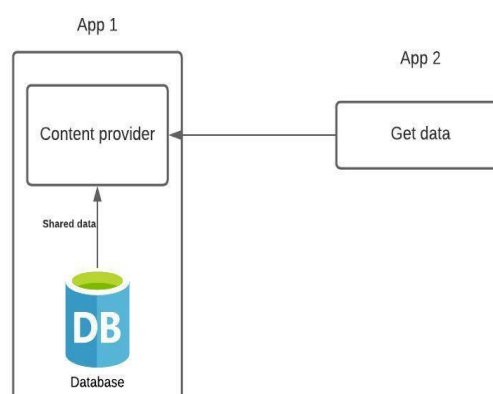 App 1
App 2
Content provider
Get data
Shared data
DB
Database